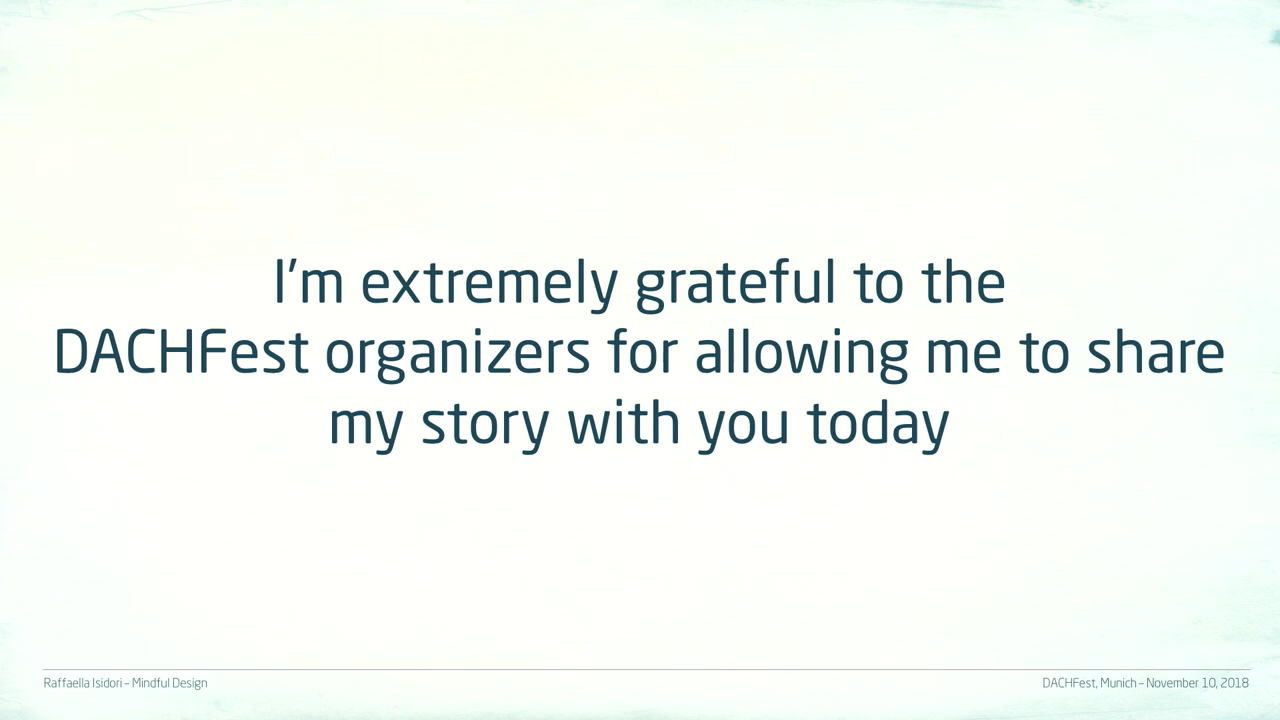 I'm extremely grateful to the
DACHFest organizers for allowing me to share
my story with you today
Raffaella Isidori – Mindful Design
DACHFest, Munich – November 10, 2018